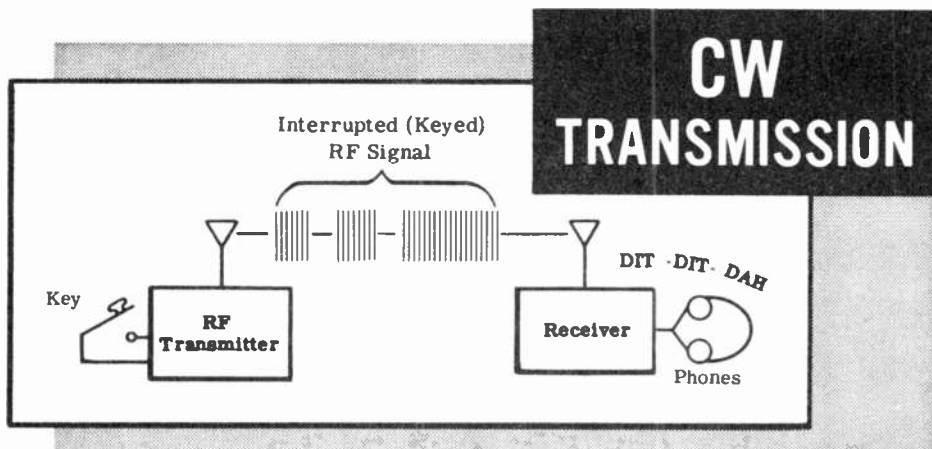 CW
TRANSMISSION
Interrupted (Keyed)
RF Signal
DIT - DIT - DAH
Key
RF
Transmitter
Receiver
Phones